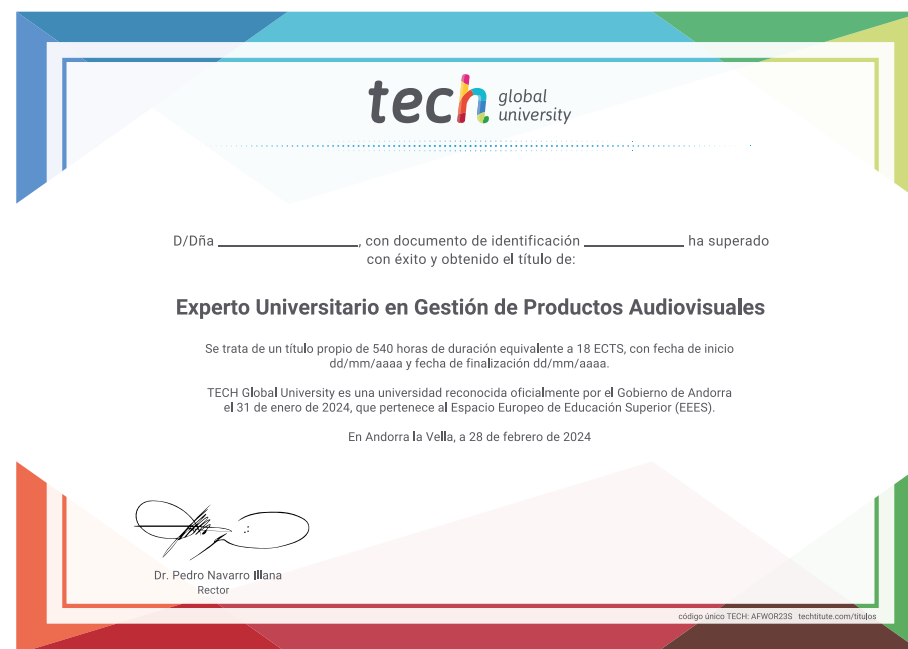 tech global university
D/Dña ____________________, con documento de identificación ______________ ha superado
con éxito y obtenido el título de:
Experto Universitario en Gestión de Productos Audiovisuales
Se trata de un título propio de 540 horas de duración equivalente a 18 ECTS, con fecha de inicio
dd/mm/aaaa y fecha de finalización dd/mm/aaaa.
TECH Global University es una universidad reconocida oficialmente por el Gobierno de Andorra
el 31 de enero de 2024, que pertenece al Espacio Europeo de Educación Superior (EEES).
En Andorra la Vella, a 28 de febrero de 2024
Dr. Pedro Navarro Illana
Rector
código único TECH: AFWOR23S techtitute.com/titulos